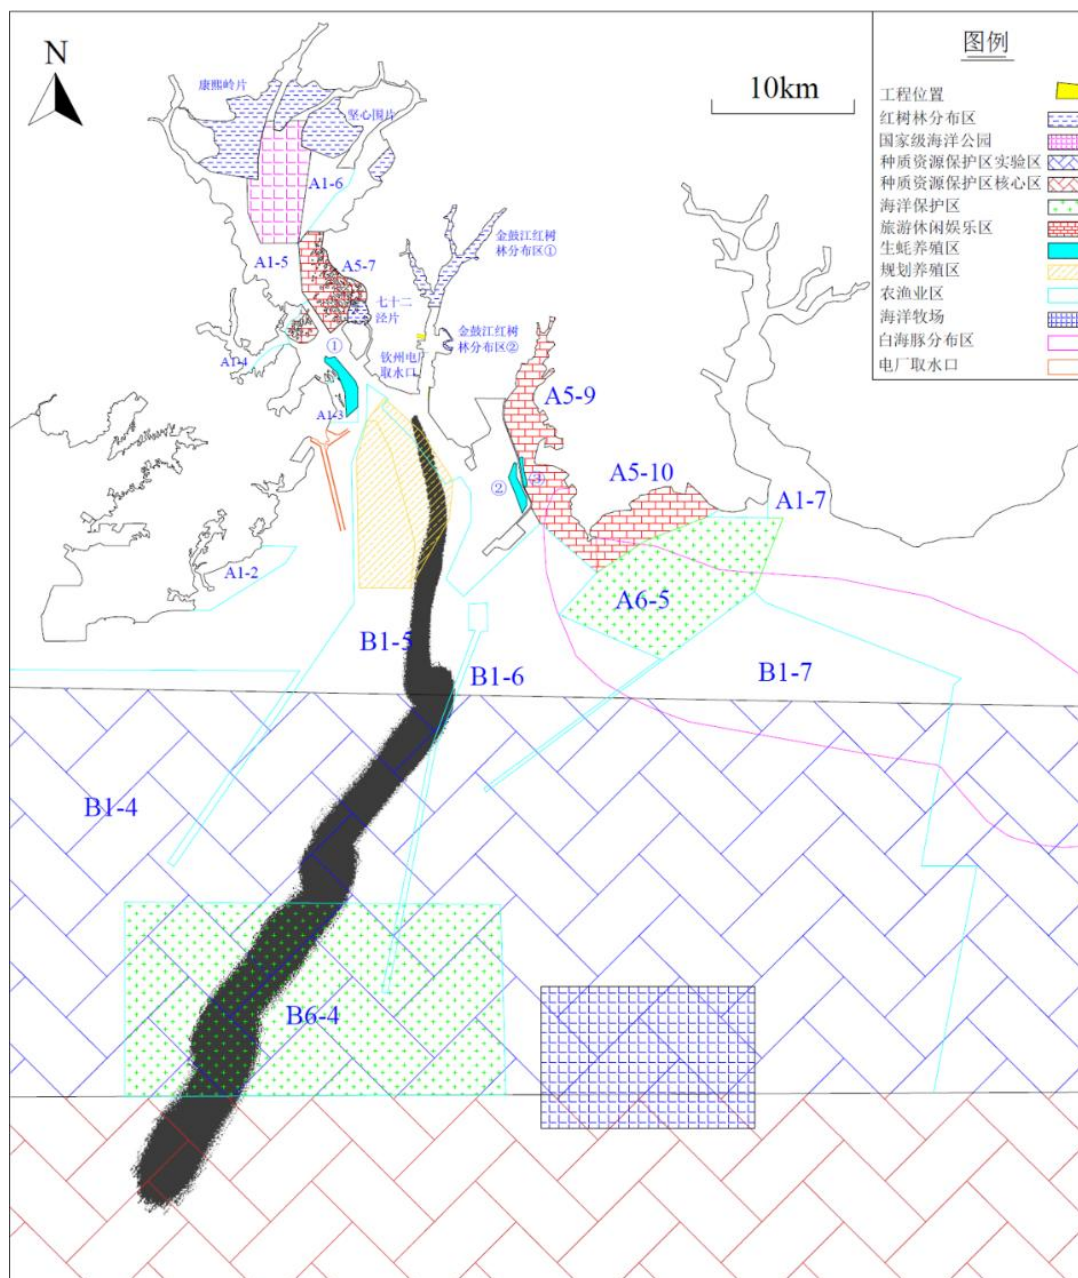 N
10km
图例
工程位置
红树林分布区
国家级海洋公园
种质资源保护区实验区
种质资源保护区核心区
海洋保护区
旅游休闲娱乐区
生蚝养殖区
规划养殖区
农渔业区
海洋牧场
白海豚分布区
电厂取水口
康熙岭片
坚心围片
A1-6
A1-5
A5-7
金鼓江红树
林分布区①
七十二
泾片
①
A1-4
钦州电厂
取水口
金鼓江红树
林分布区②
A1-3
A5-9
A5-10
②
③
A1-7
A1-2
A6-5
B1-5
B1-6
B1-7
B1-4
B6-4